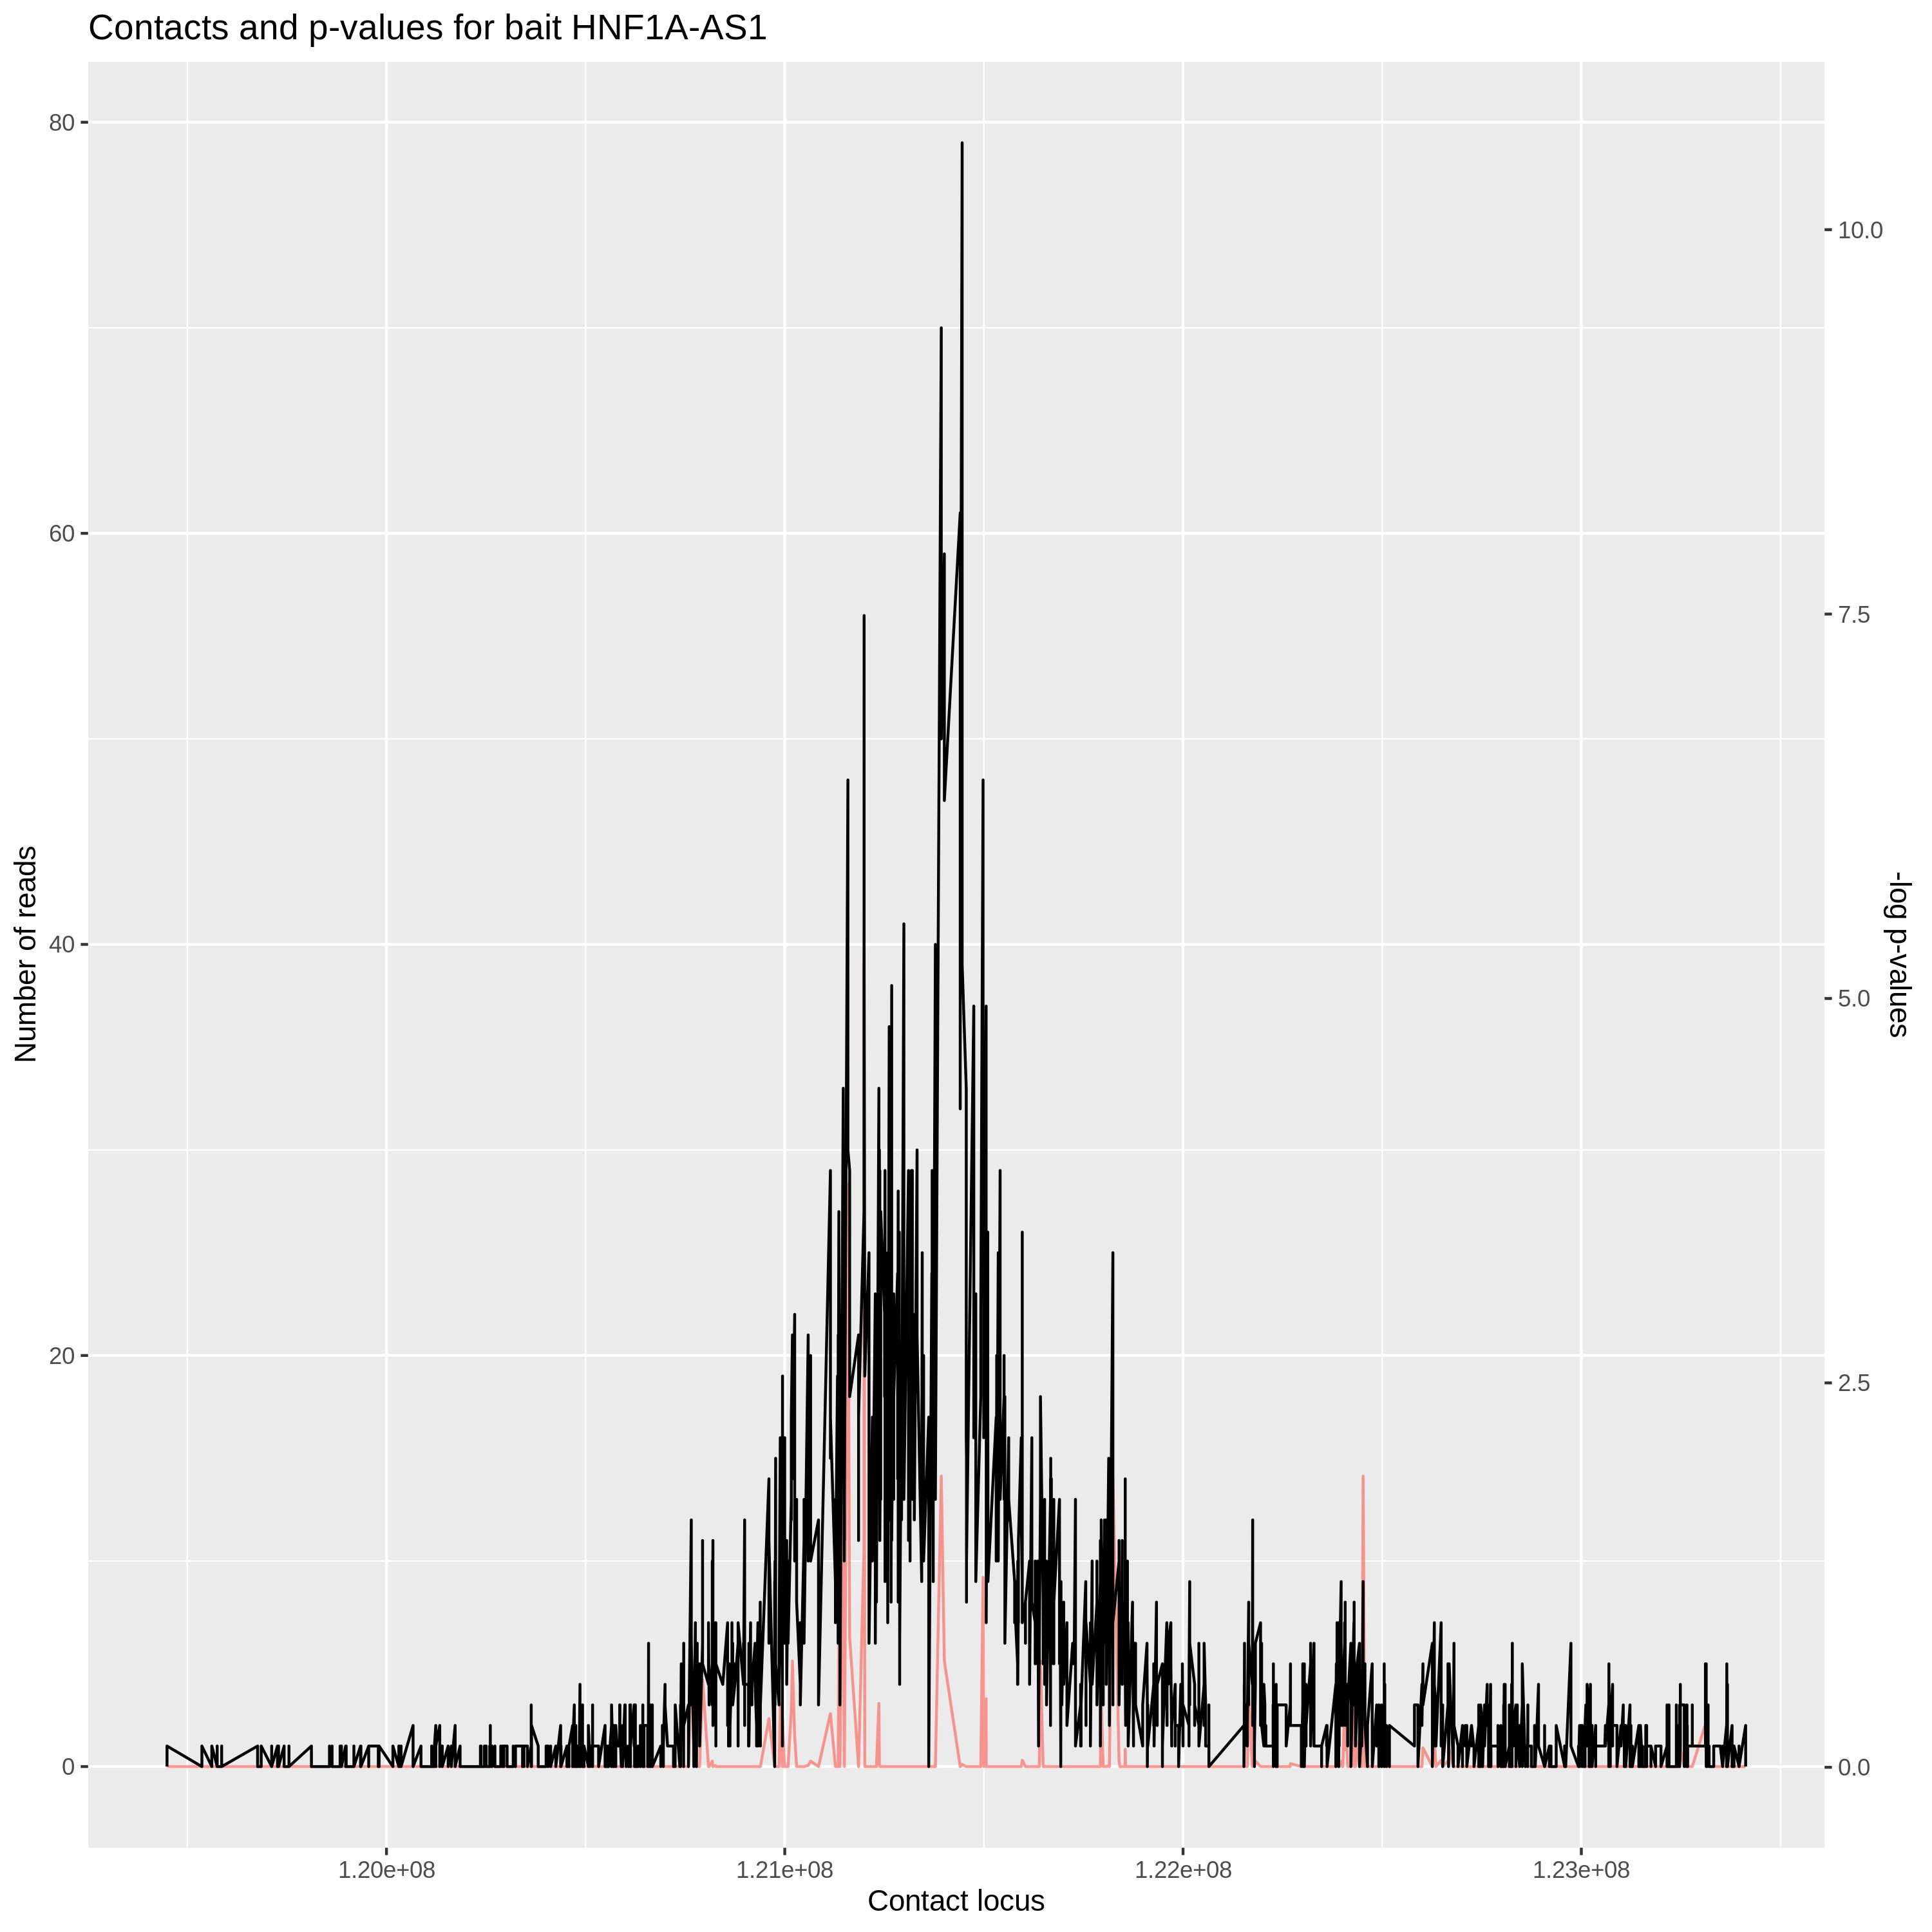 Contacts and p-values for bait HNF1A-AS1
80
60
40
20
0
Number of reads
10.0
7.5
5.0
2.5
0.0
-log p-values
1.20e+08
1.21e+08
1.22e+08
1.23e+08
Contact locus